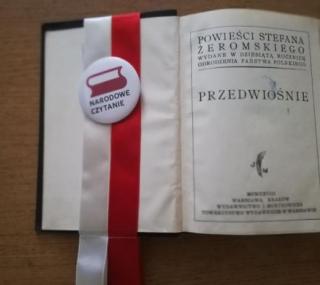 NARODOWE
CZYTANIE
POWIEŚCI STEFANA
ŻEROMSKIEGO
WYDANE W DZIESIĄTĄ ROCZNICĘ
ODRODZENIA PAŃSTWA POLSKIEGO
PRZEDWIOŚNIE
MCMXXVIII
WARSZAWA KRAKÓW
WYDAWNICTWO J. MORTKOWICZA
TOWARZYSTWO WYDAWNICZE W WARSZAWIE